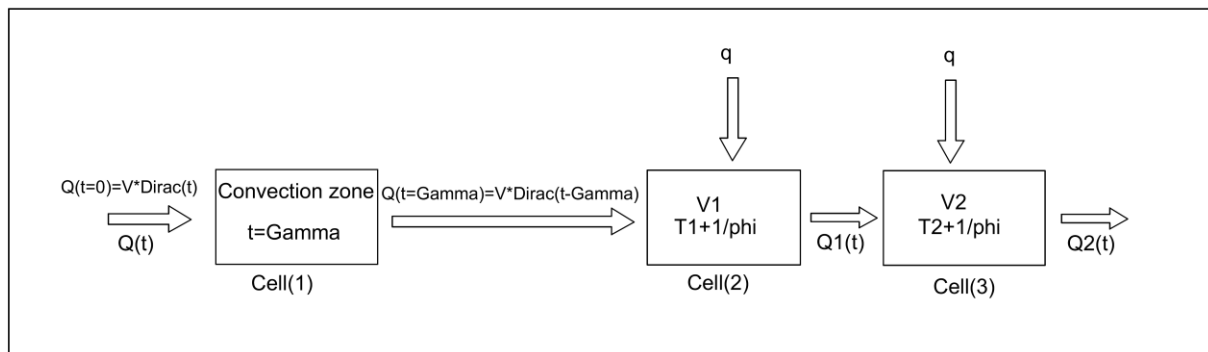 q
q
Q(t=0)=V*Dirac(t)
Q(t)
Convection zone
t=Gamma
Cell(1)
Q(t=Gamma)=V*Dirac(t-Gamma)
V1
T1+1/phi
Cell(2)
Q1(t)
V2
T2+1/phi
Cell(3)
Q2(t)